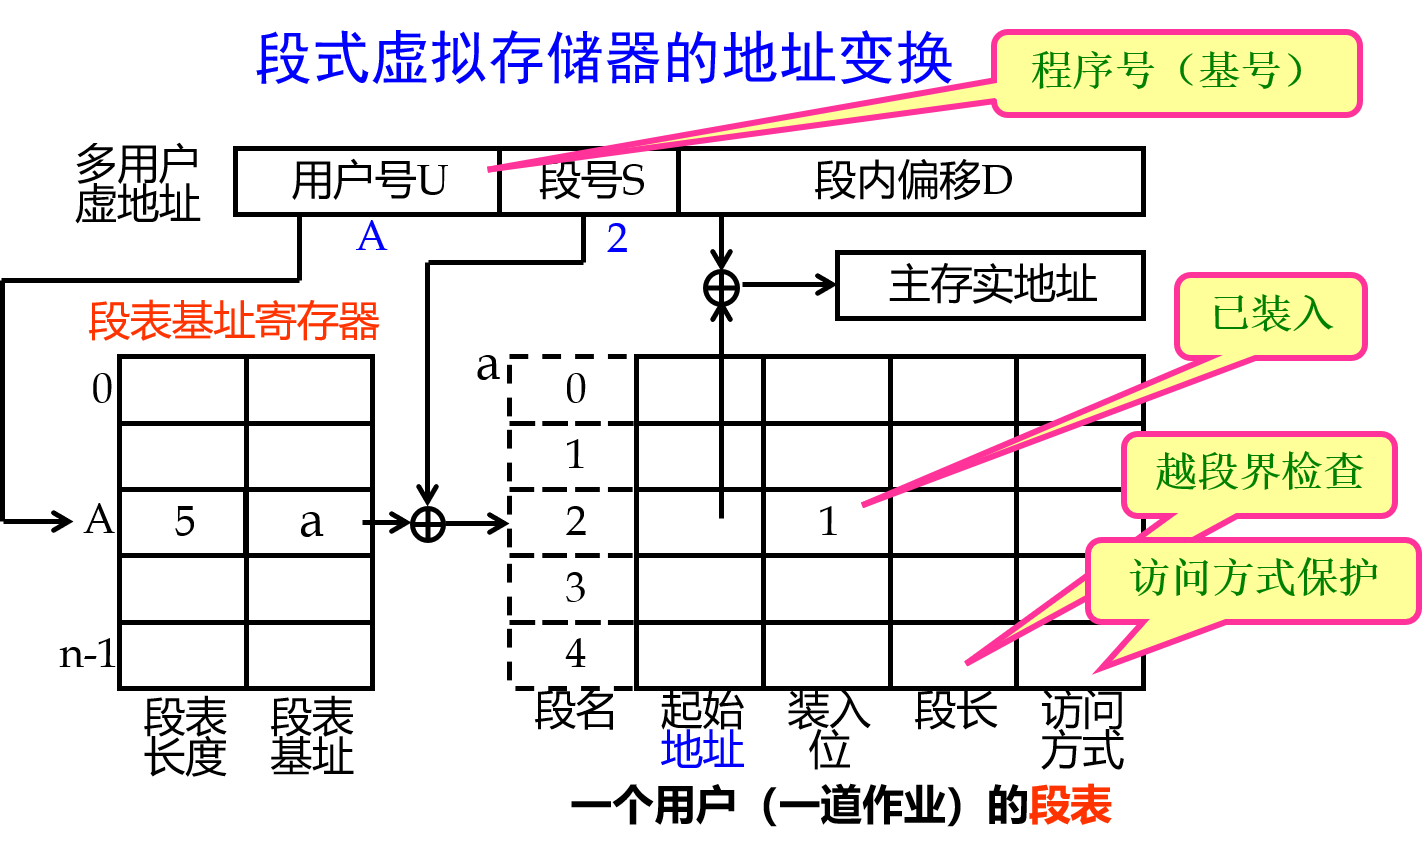 段式虚拟存储器的地址变换
程序号（基号）
多用户
虚地址
用户号U
段号S
段内偏移D
A
2
主存实地址
已装入
段表基址寄存器
a
0
0
1
越段界检查
A
5
a
2
1
访问方式保护
3
n-1
4
段表
长度
段表
基址
段名
起始
地址
装入
位
段长
访问
方式
一个用户（一道作业）的段表